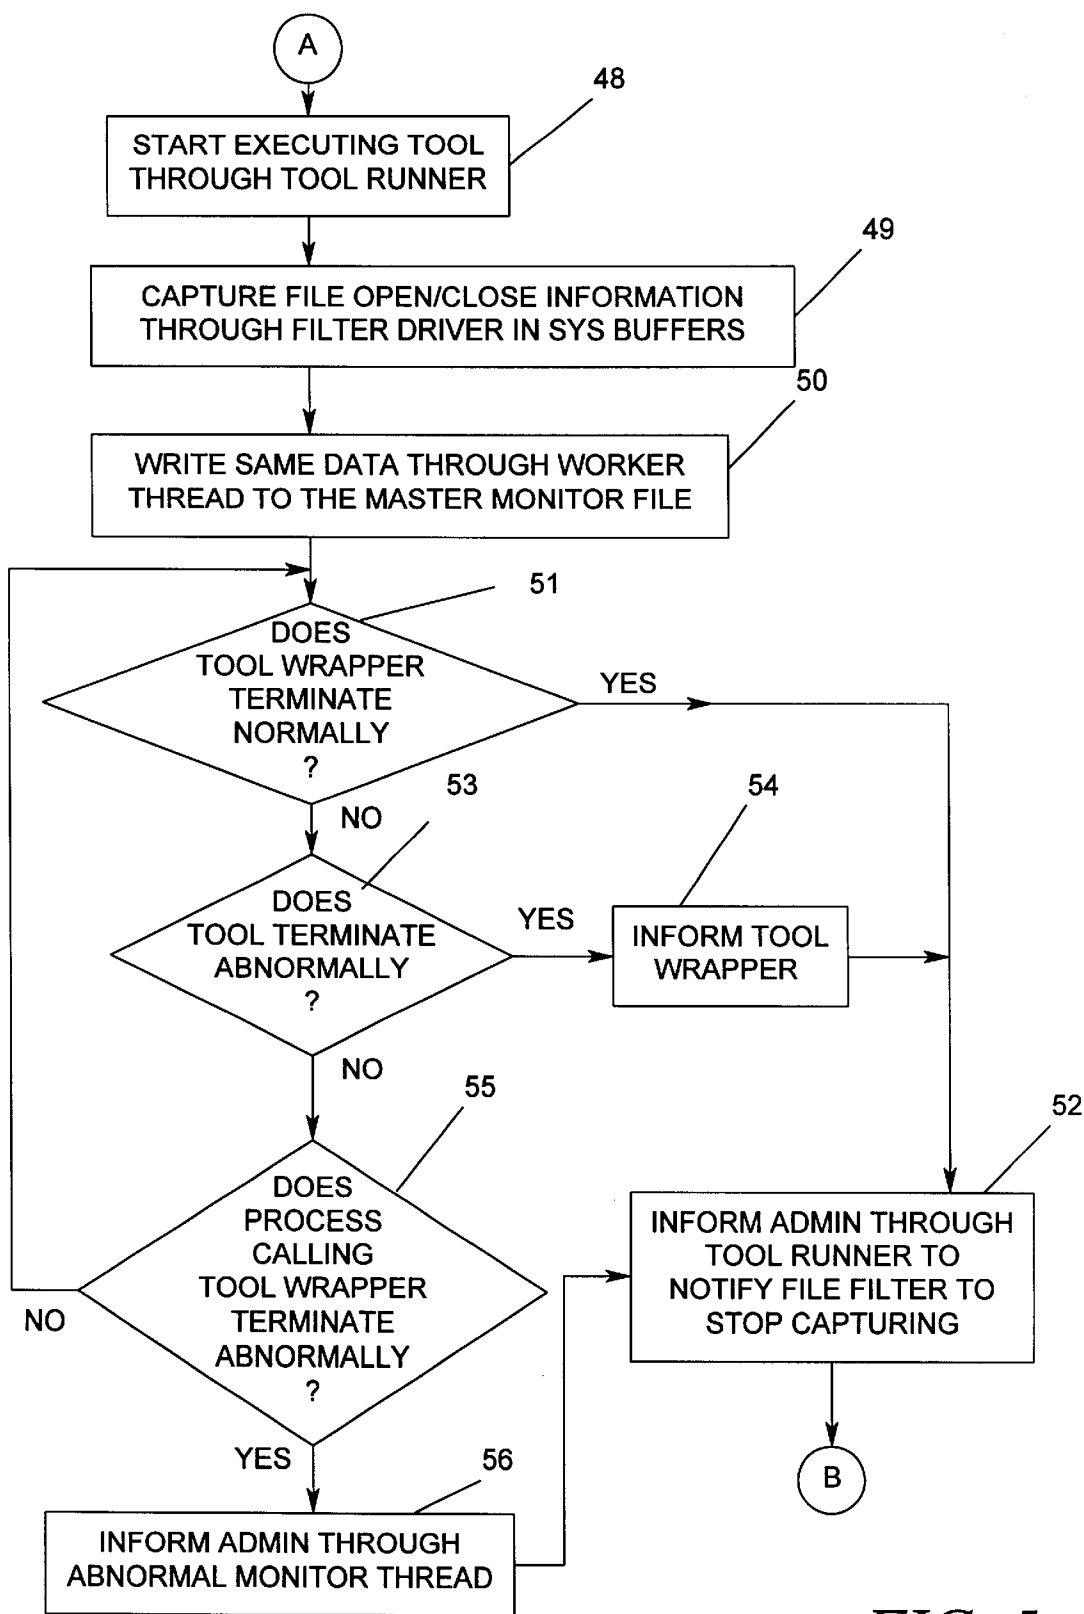 A
48
START EXECUTING TOOL
THROUGH TOOL RUNNER
49
CAPTURE FILE OPEN/CLOSE INFORMATION
THROUGH FILTER DRIVER IN SYS BUFFERS
50
WRITE SAME DATA THROUGH WORKER
THREAD TO THE MASTER MONITOR FILE
51
DOES
TOOL WRAPPER
TERMINATE
NORMALLY
?
YES
NO
53
54
DOES
TOOL TERMINATE
ABNORMALLY
?
YES
INFORM TOOL
WRAPPER
NO
55
52
DOES
PROCESS
CALLING
TOOL WRAPPER
TERMINATE
ABNORMALLY
?
NO
INFORM ADMIN THROUGH
TOOL RUNNER TO
NOTIFY FILE FILTER TO
STOP CAPTURING
YES
56
B
INFORM ADMIN THROUGH
ABNORMAL MONITOR THREAD